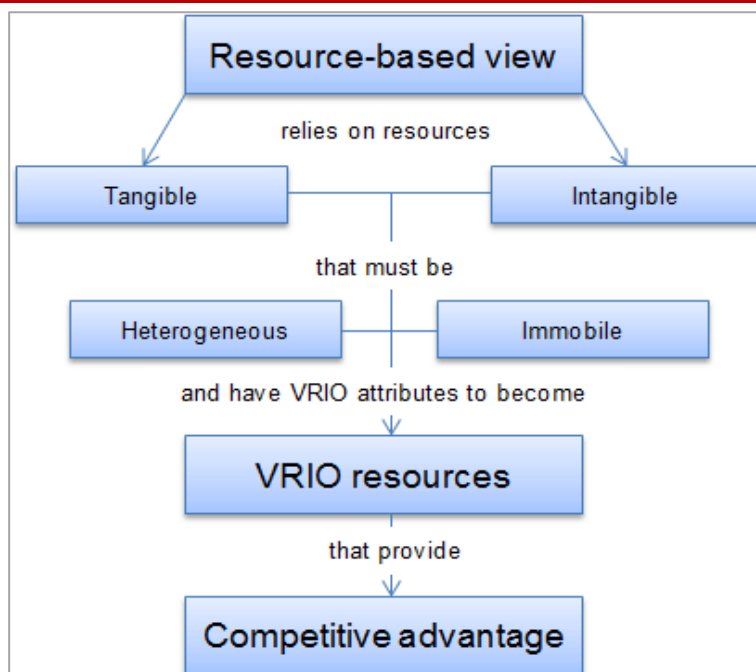 Resource-based view
relies on resources
Tangible
Intangible
that must be
Heterogeneous
Immobile
and have VRIO attributes to become
VRIO resources
that provide
Competitive advantage